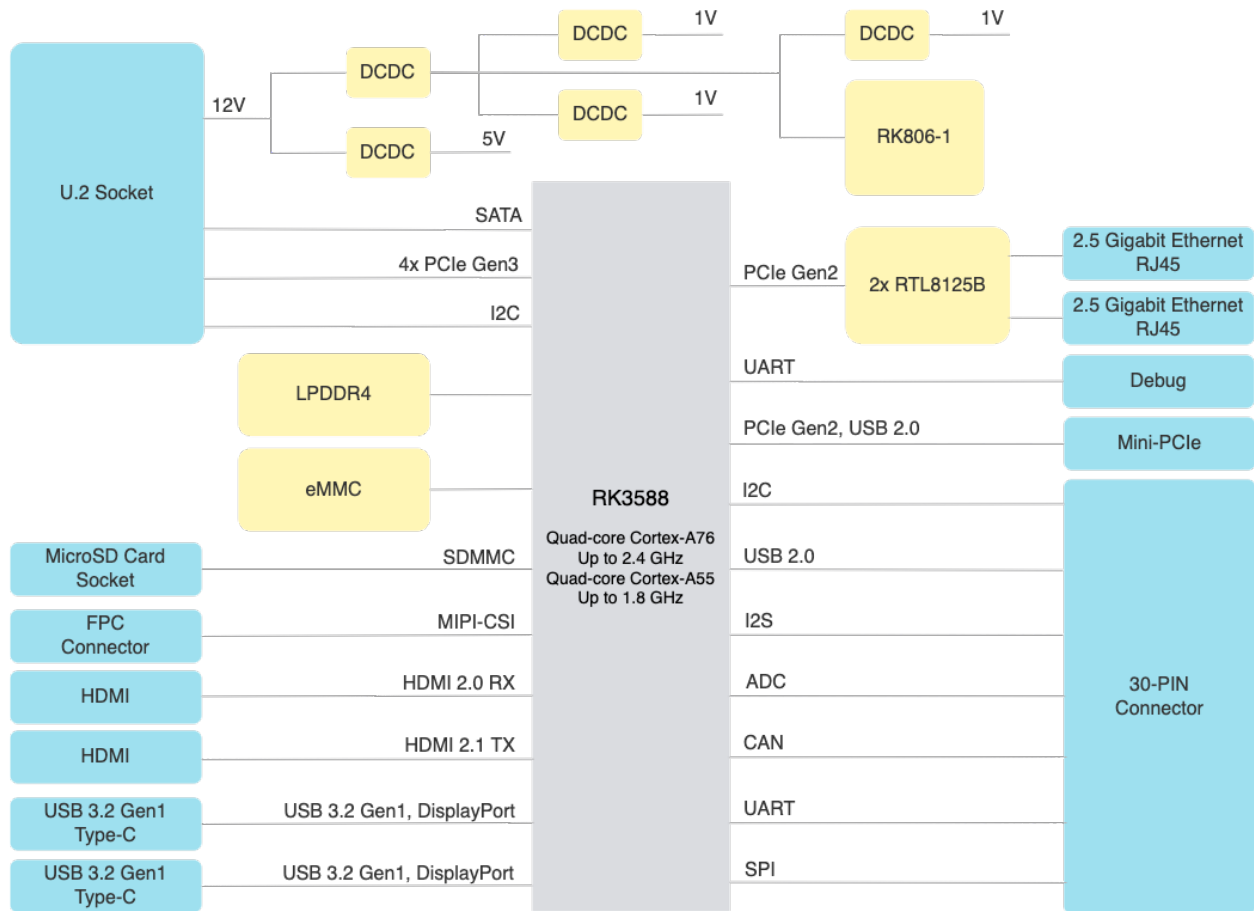 DCDC
1V
DCDC
1V
U.2 Socket
12V
DCDC
DCDC
1V
RK806-1
DCDC
5V
SATA
4x PCIe Gen3
I2C
PCIe Gen2
2x RTL8125B
2.5 Gigabit Ethernet
RJ45
2.5 Gigabit Ethernet
RJ45
LPDDR4
UART
Debug
eMMC
PCIe Gen2, USB 2.0
Mini-PCIe
RK3588
Quad-core Cortex-A76
Up to 2.4 GHz
Quad-core Cortex-A55
Up to 1.8 GHz
MicroSD Card
Socket
SDMMC
FPC
Connector
MIPI-CSI
HDMI
HDMI 2.0 RX
HDMI
HDMI 2.1 TX
USB 3.2 Gen1
Type-C
USB 3.2 Gen1, DisplayPort
USB 3.2 Gen1
Type-C
USB 3.2 Gen1, DisplayPort
I2C
USB 2.0
I2S
ADC
CAN
UART
SPI
30-PIN
Connector